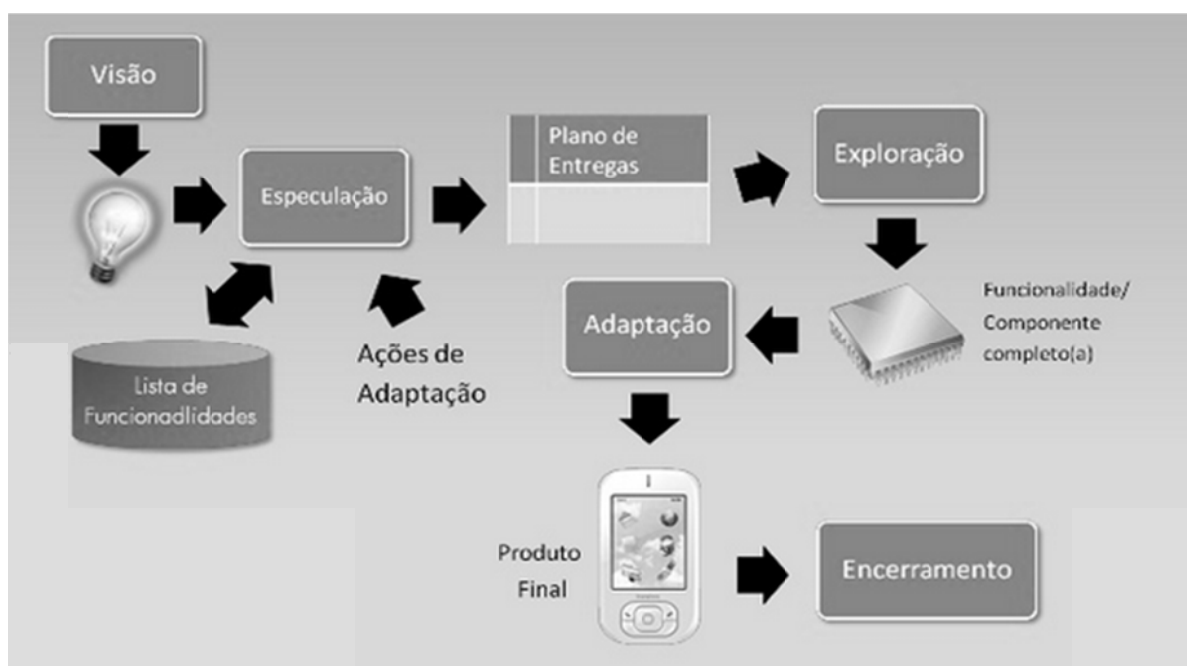 Visão
Especulação
Plano de
Entregas
Exploração
Funcionalidade/
Componente
completo(a)
Adaptação
Ações de
Adaptação
Lista de
Funcionadlidades
Produto
Final
Encerramento